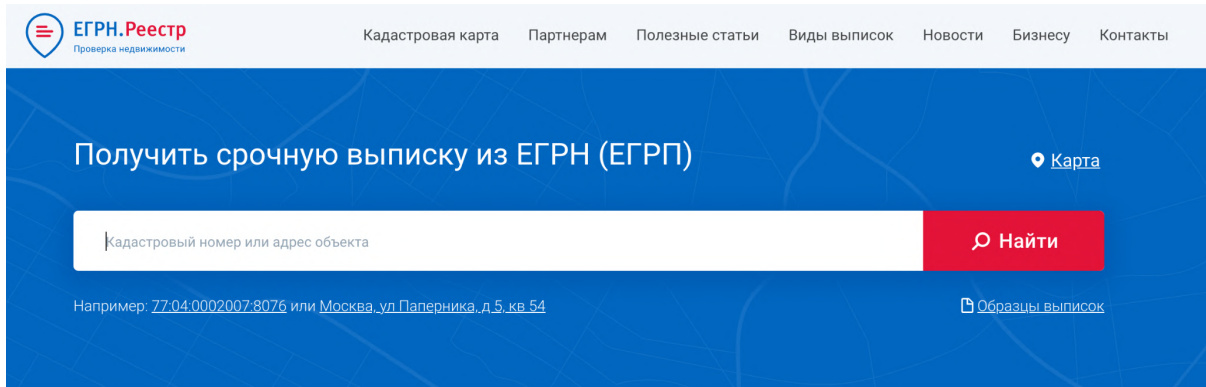 ЕГРН.Реестр
Проверка недвижимости
Кадастровая карта Партнерам Полезные статьи Виды выписок Новости Бизнесу Контакты
Получить срочную выписку из ЕГРН (ЕГРП)
Карта
Кадастровый номер или адрес объекта
Найти
Например: 77:04:0002007:8076 или Москва, ул Паперника, д 5, кв 54
Образцы выписок